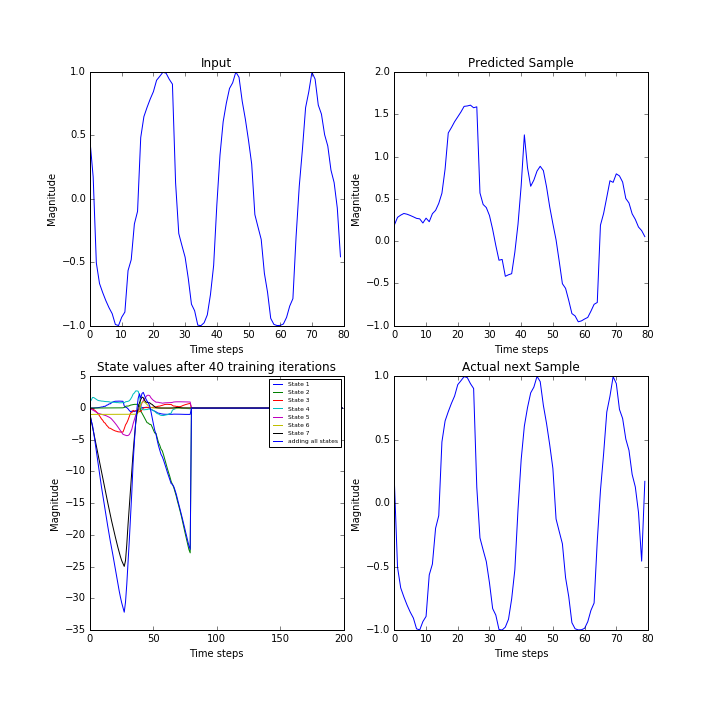 Input
Magnitude
1.0
0.5
0.0
−0.5
−1.0
0 10 20 30 40 50 60 70 80
Time steps
Predicted Sample
Magnitude
2.0
1.5
1.0
0.5
0.0
−0.5
−1.0
0 10 20 30 40 50 60 70 80
Time steps
State values after 40 training iterations
Magnitude
5
0
−5
−10
−15
−20
−25
−30
−35
0 50 100 150 200
Time steps
State 1
State 2
State 3
State 4
State 5
State 6
State 7
adding all states
Actual next Sample
Magnitude
1.0
0.5
0.0
−0.5
−1.0
0 10 20 30 40 50 60 70 80
Time steps